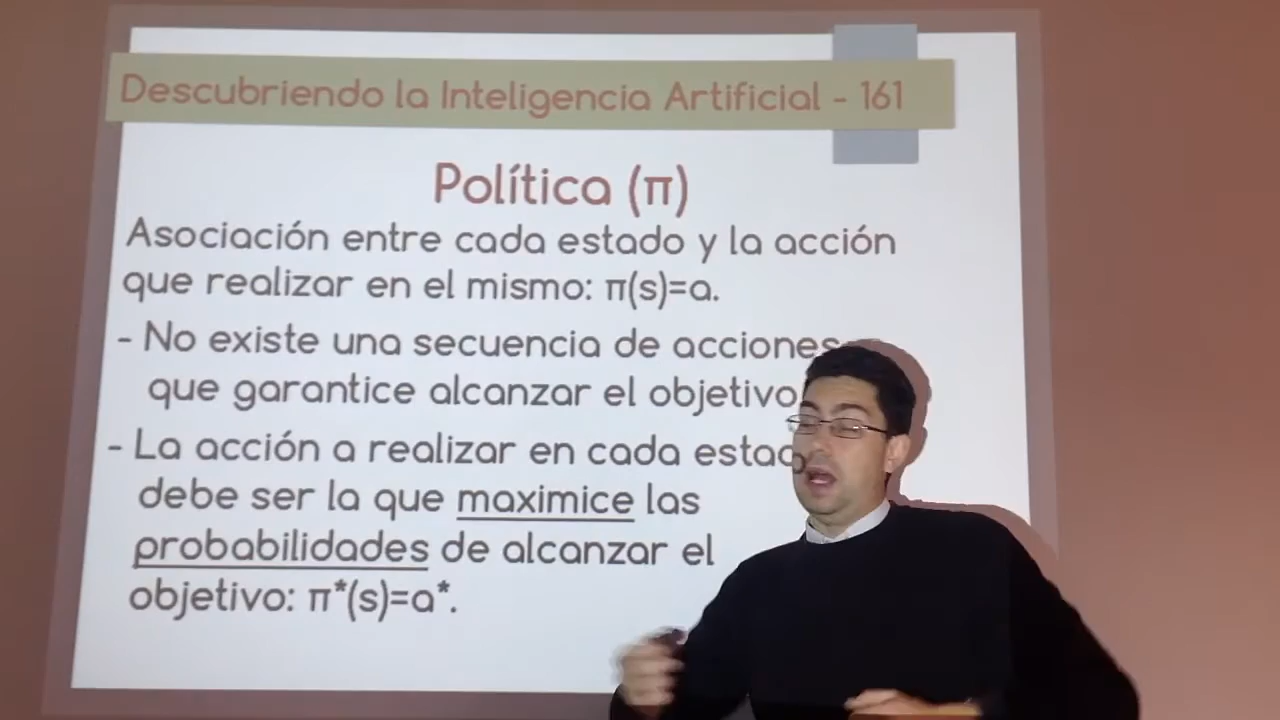 Descubriendo la Inteligencia Artificial - 161
Política (π)
Asociación entre cada estado y la acción
que realizar en el mismo: π(s)=a.
- No existe una secuencia de acciones
que garantice alcanzar el objetivo
- La acción a realizar en cada estado
debe ser la que maximice las
probabilidades de alcanzar el
objetivo: π*(s)=a*.